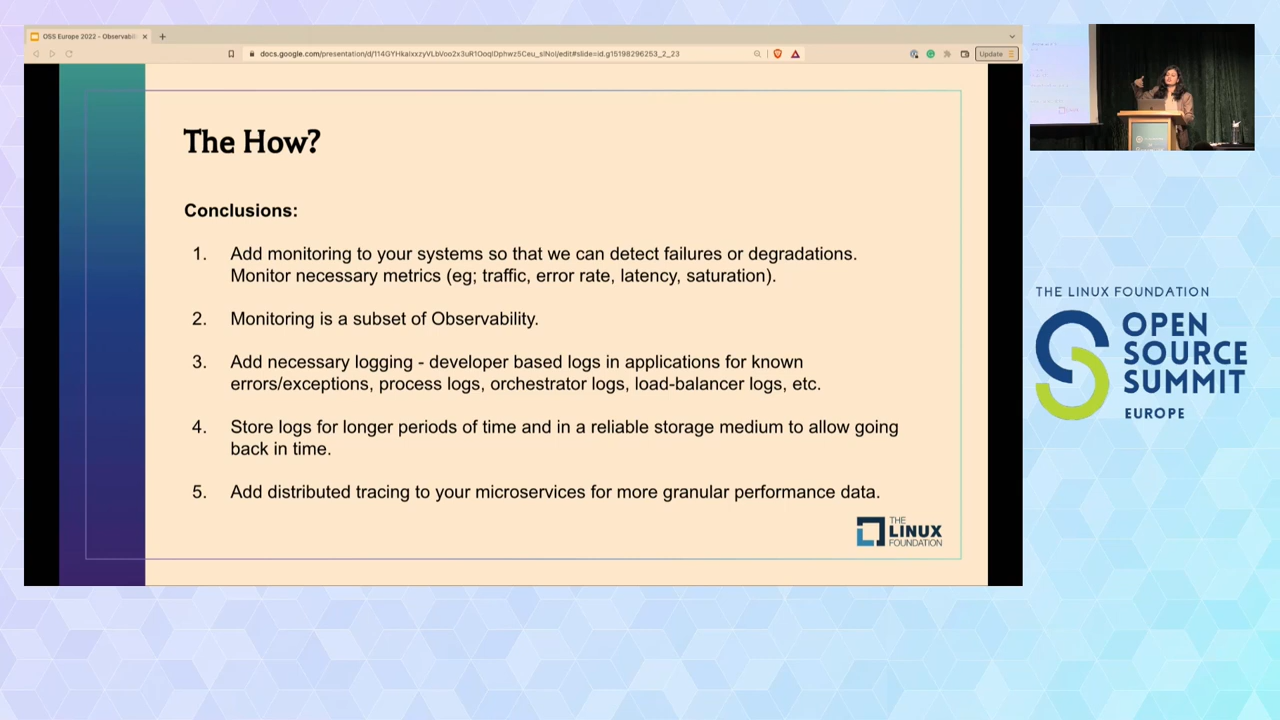 OSS Europe 2022 - Observabili
Update
The How?
Conclusions:
1. Add monitoring to your systems so that we can detect failures or degradations.
Monitor necessary metrics (eg; traffic, error rate, latency, saturation).
2. Monitoring is a subset of Observability.
3. Add necessary logging - developer based logs in applications for known
errors/exceptions, process logs, orchestrator logs, load-balancer logs, etc.
4. Store logs for longer periods of time and in a reliable storage medium to allow going
back in time.
5. Add distributed tracing to your microservices for more granular performance data.
THE
LINUX
FOUNDATION
THE LINUX FOUNDATION
OPEN
SOURCE
SUMMIT
EUROPE